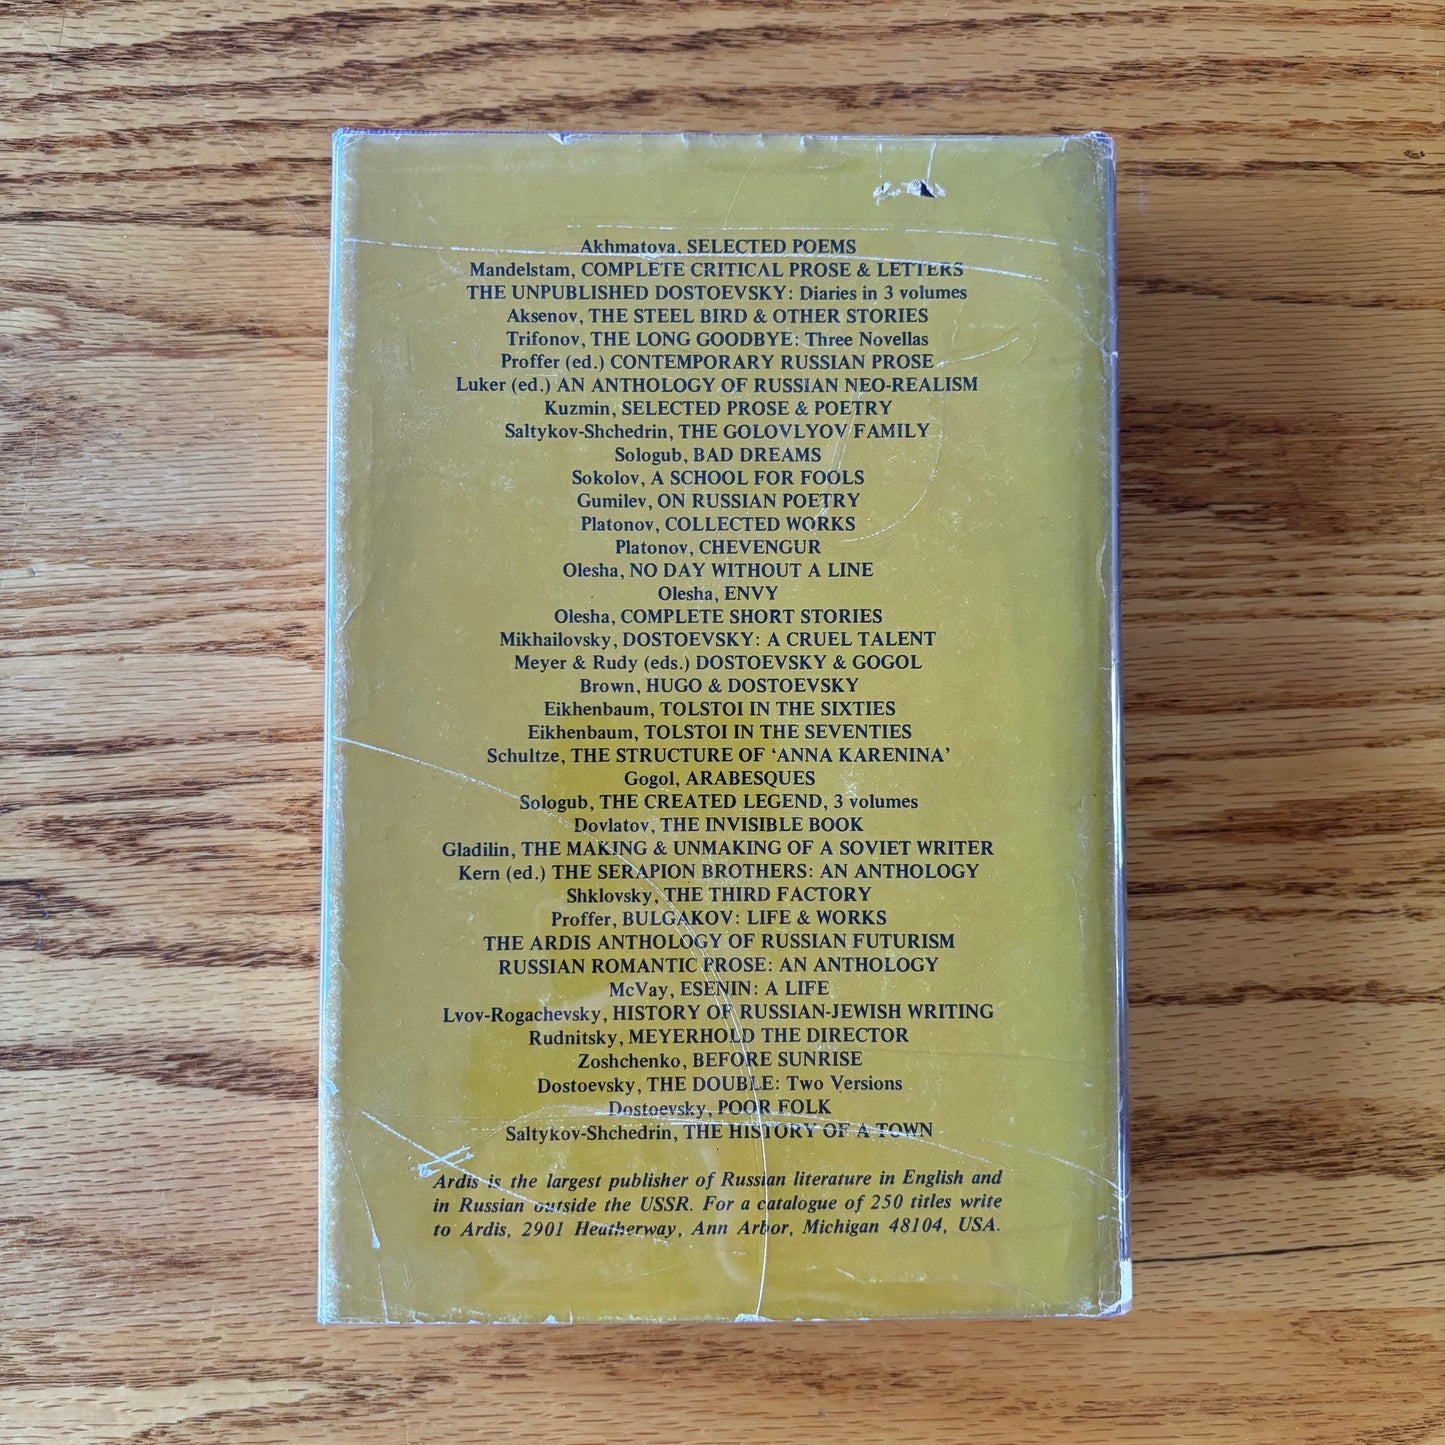 Akhmatova, SELECTED POEMS
Mandelstam, COMPLETE CRITICAL PROSE & LETTERS
THE UNPUBLISHED DOSTOEVSKY: Diaries in 3 volumes
Aksenov, THE STEEL BIRD & OTHER STORIES
Trifonov, THE LONG GOODBYE: Three Novellas
Proffer (ed.) CONTEMPORARY RUSSIAN PROSE
Luker (ed.) AN ANTHOLOGY OF RUSSIAN NEO-REALISM
Kuzmin, SELECTED PROSE & POETRY
Saltykov-Shchedrin, THE GOLOVLYOV FAMILY
Sologub, BAD DREAMS
Sokolov, A SCHOOL FOR FOOLS
Gumilev, ON RUSSIAN POETRY
Platonov, COLLECTED WORKS
Platonov, CHEVENGUR
Olesha, NO DAY WITHOUT A LINE
Olesha, ENVY
Olesha, COMPLETE SHORT STORIES
Mikhailovsky, DOSTOEVSKY: A CRUEL TALENT
Meyer & Rudy (eds.) DOSTOEVSKY & GOGOL
Brown, HUGO & DOSTOEVSKY
Eikhenbaum, TOLSTOI IN THE SIXTIES
Eikhenbaum, TOLSTOI IN THE SEVENTIES
Schultze, THE STRUCTURE OF ‘ANNA KARENINA’
Gogol, ARABESQUES
Sologub, THE CREATED LEGEND, 3 volumes
Dovlatov, THE INVISIBLE BOOK
Gladilin, THE MAKING & UNMAKING OF A SOVIET WRITER
Kern (ed.) THE SERAPION BROTHERS: AN ANTHOLOGY
Shklovsky, THE THIRD FACTORY
Proffer, BULGAKOV: LIFE & WORKS
THE ARDIS ANTHOLOGY OF RUSSIAN FUTURISM
RUSSIAN ROMANTIC PROSE: AN ANTHOLOGY
McVay, ESENIN: A LIFE
Lvov-Rogachevsky, HISTORY OF RUSSIAN-JEWISH WRITING
Rudnitsky, MEYERHOLD THE DIRECTOR
Zoshchenko, BEFORE SUNRISE
Dostoevsky, THE DOUBLE: Two Versions
Dostoevsky, POOR FOLK
Saltykov-Shchedrin, THE HISTORY OF A TOWN
Ardis is the largest publisher of Russian literature in English and
in Russian outside the USSR. For a catalogue of 250 titles write
to Ardis, 2901 Heatherway, Ann Arbor, Michigan 48104, USA.